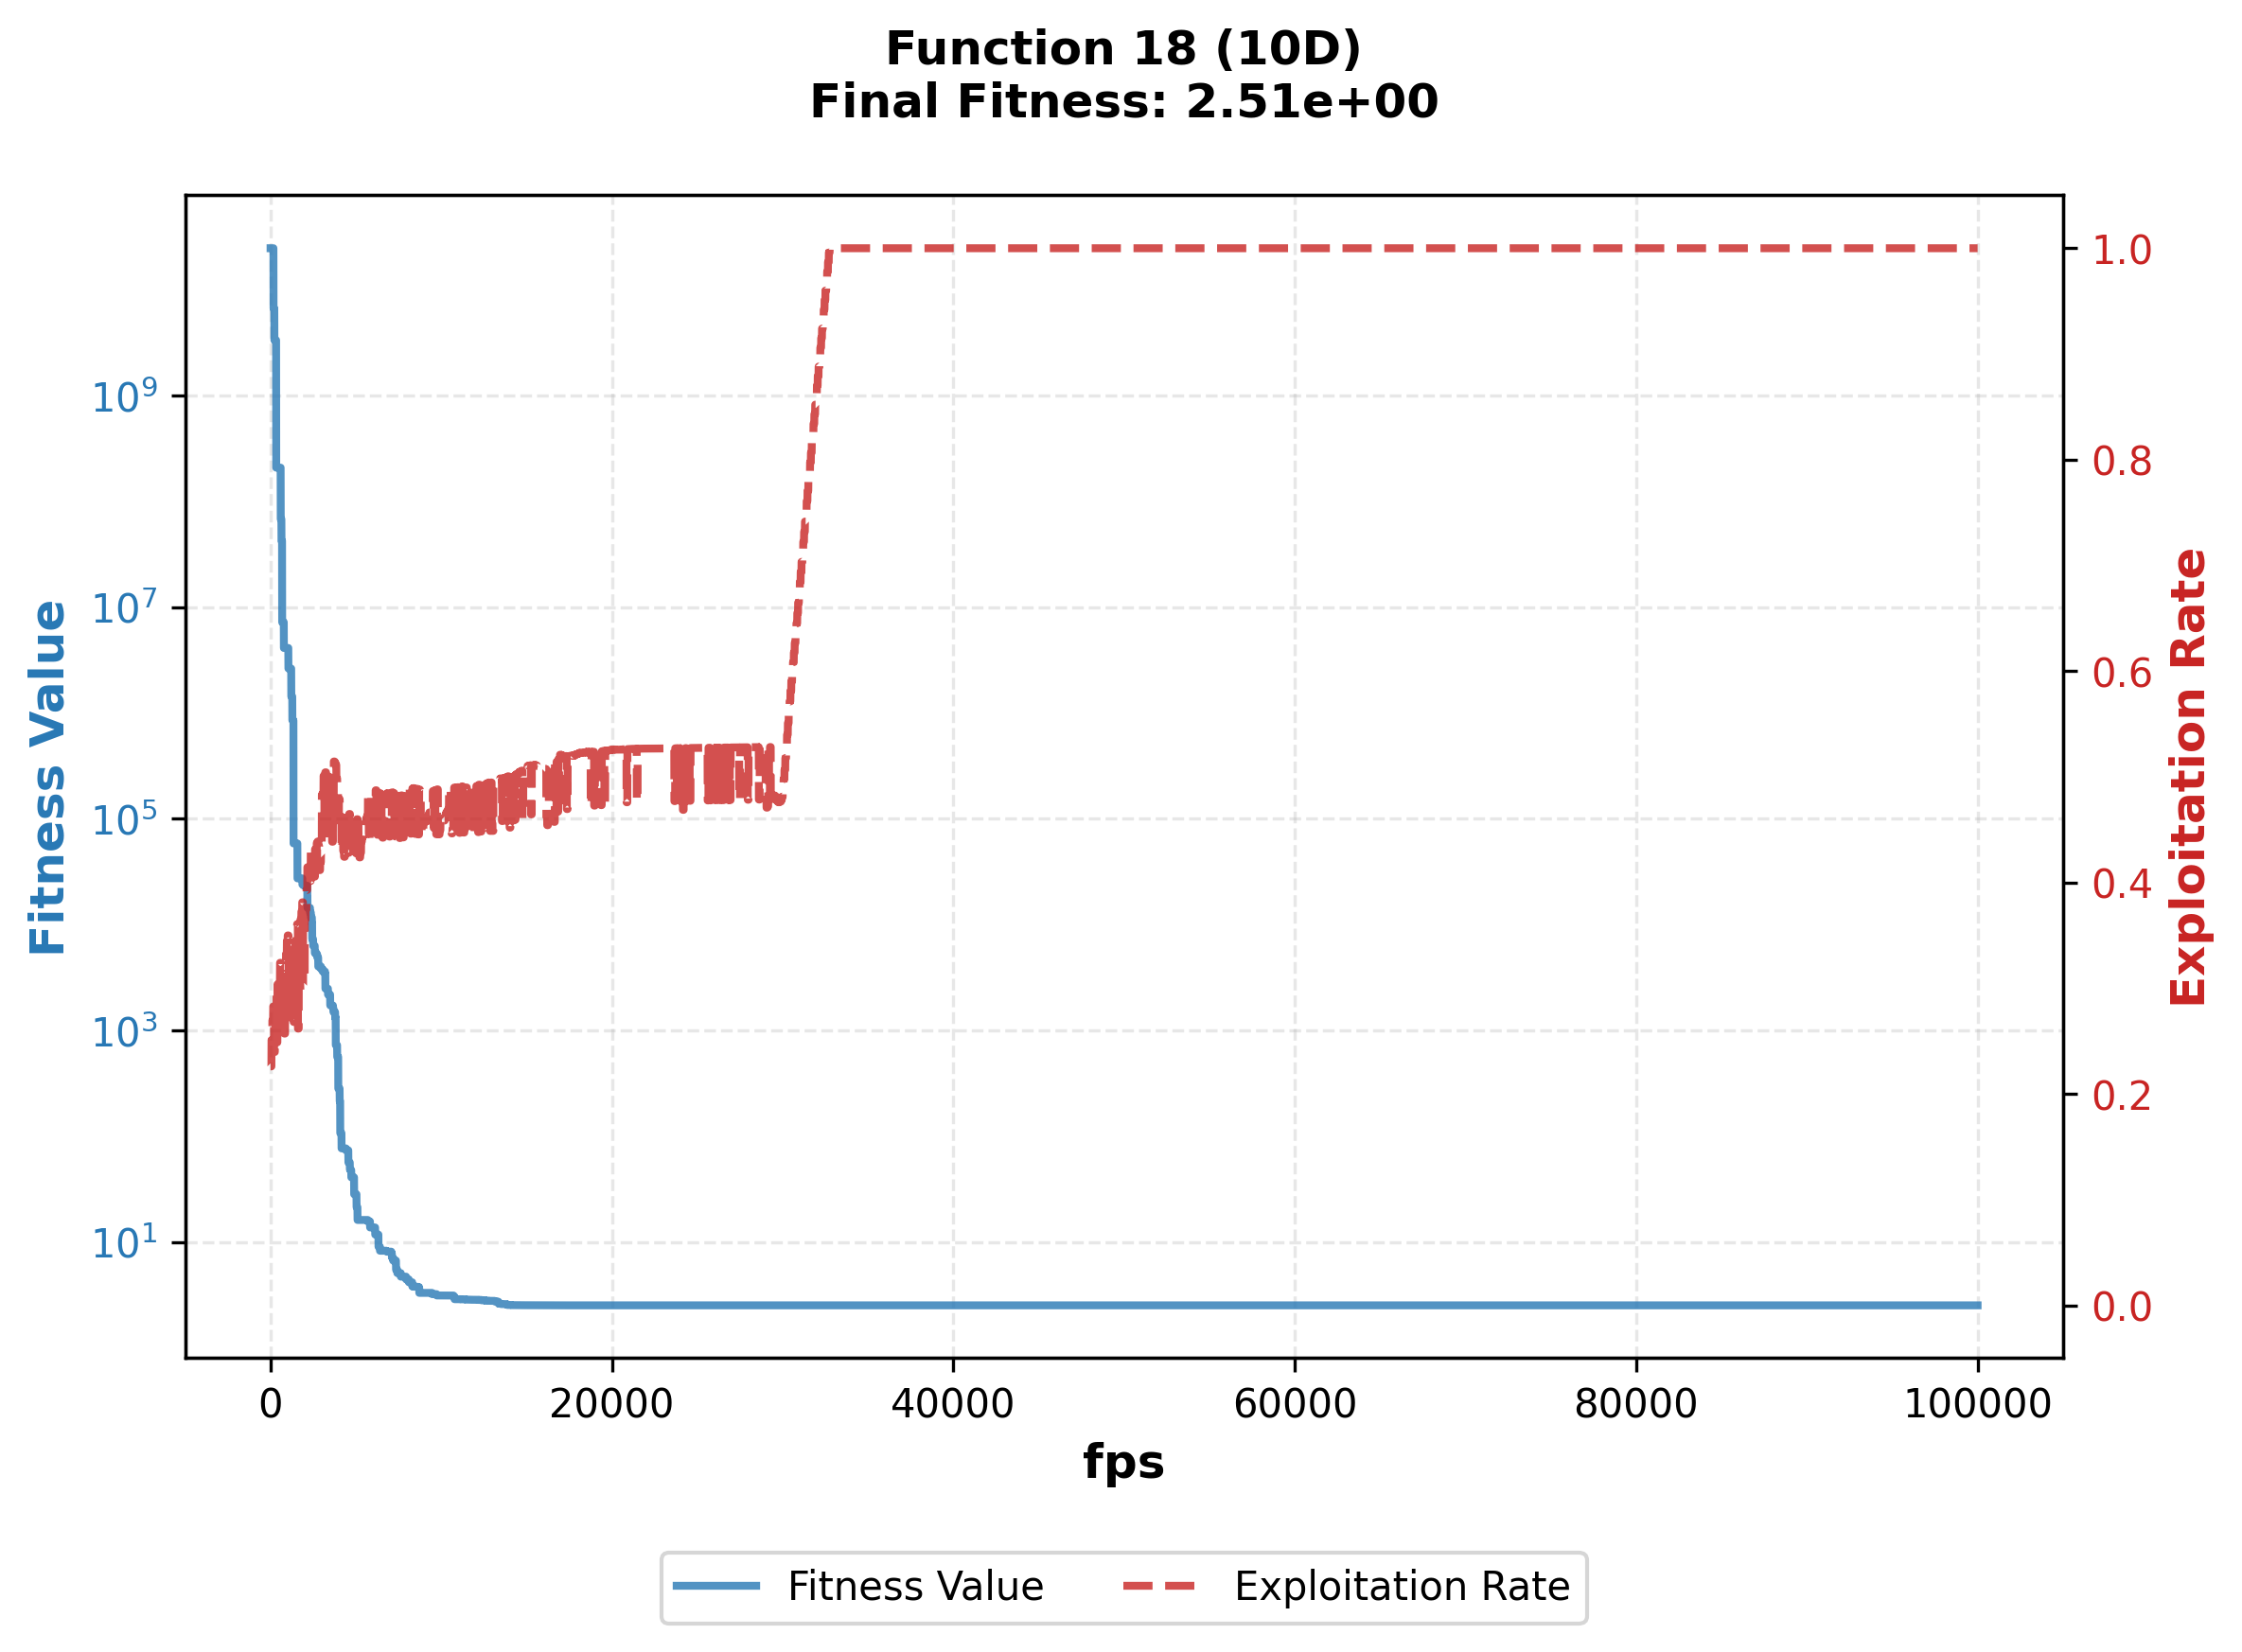 Function 18 (10D)
Final Fitness: 2.51e+00
Fitness Value
10⁹
10⁷
10⁵
10³
10¹
1.0
0.8
0.6
0.4
0.2
0.0
Exploitation Rate
0 20000 40000 60000 80000 100000
fps
Fitness Value Exploitation Rate